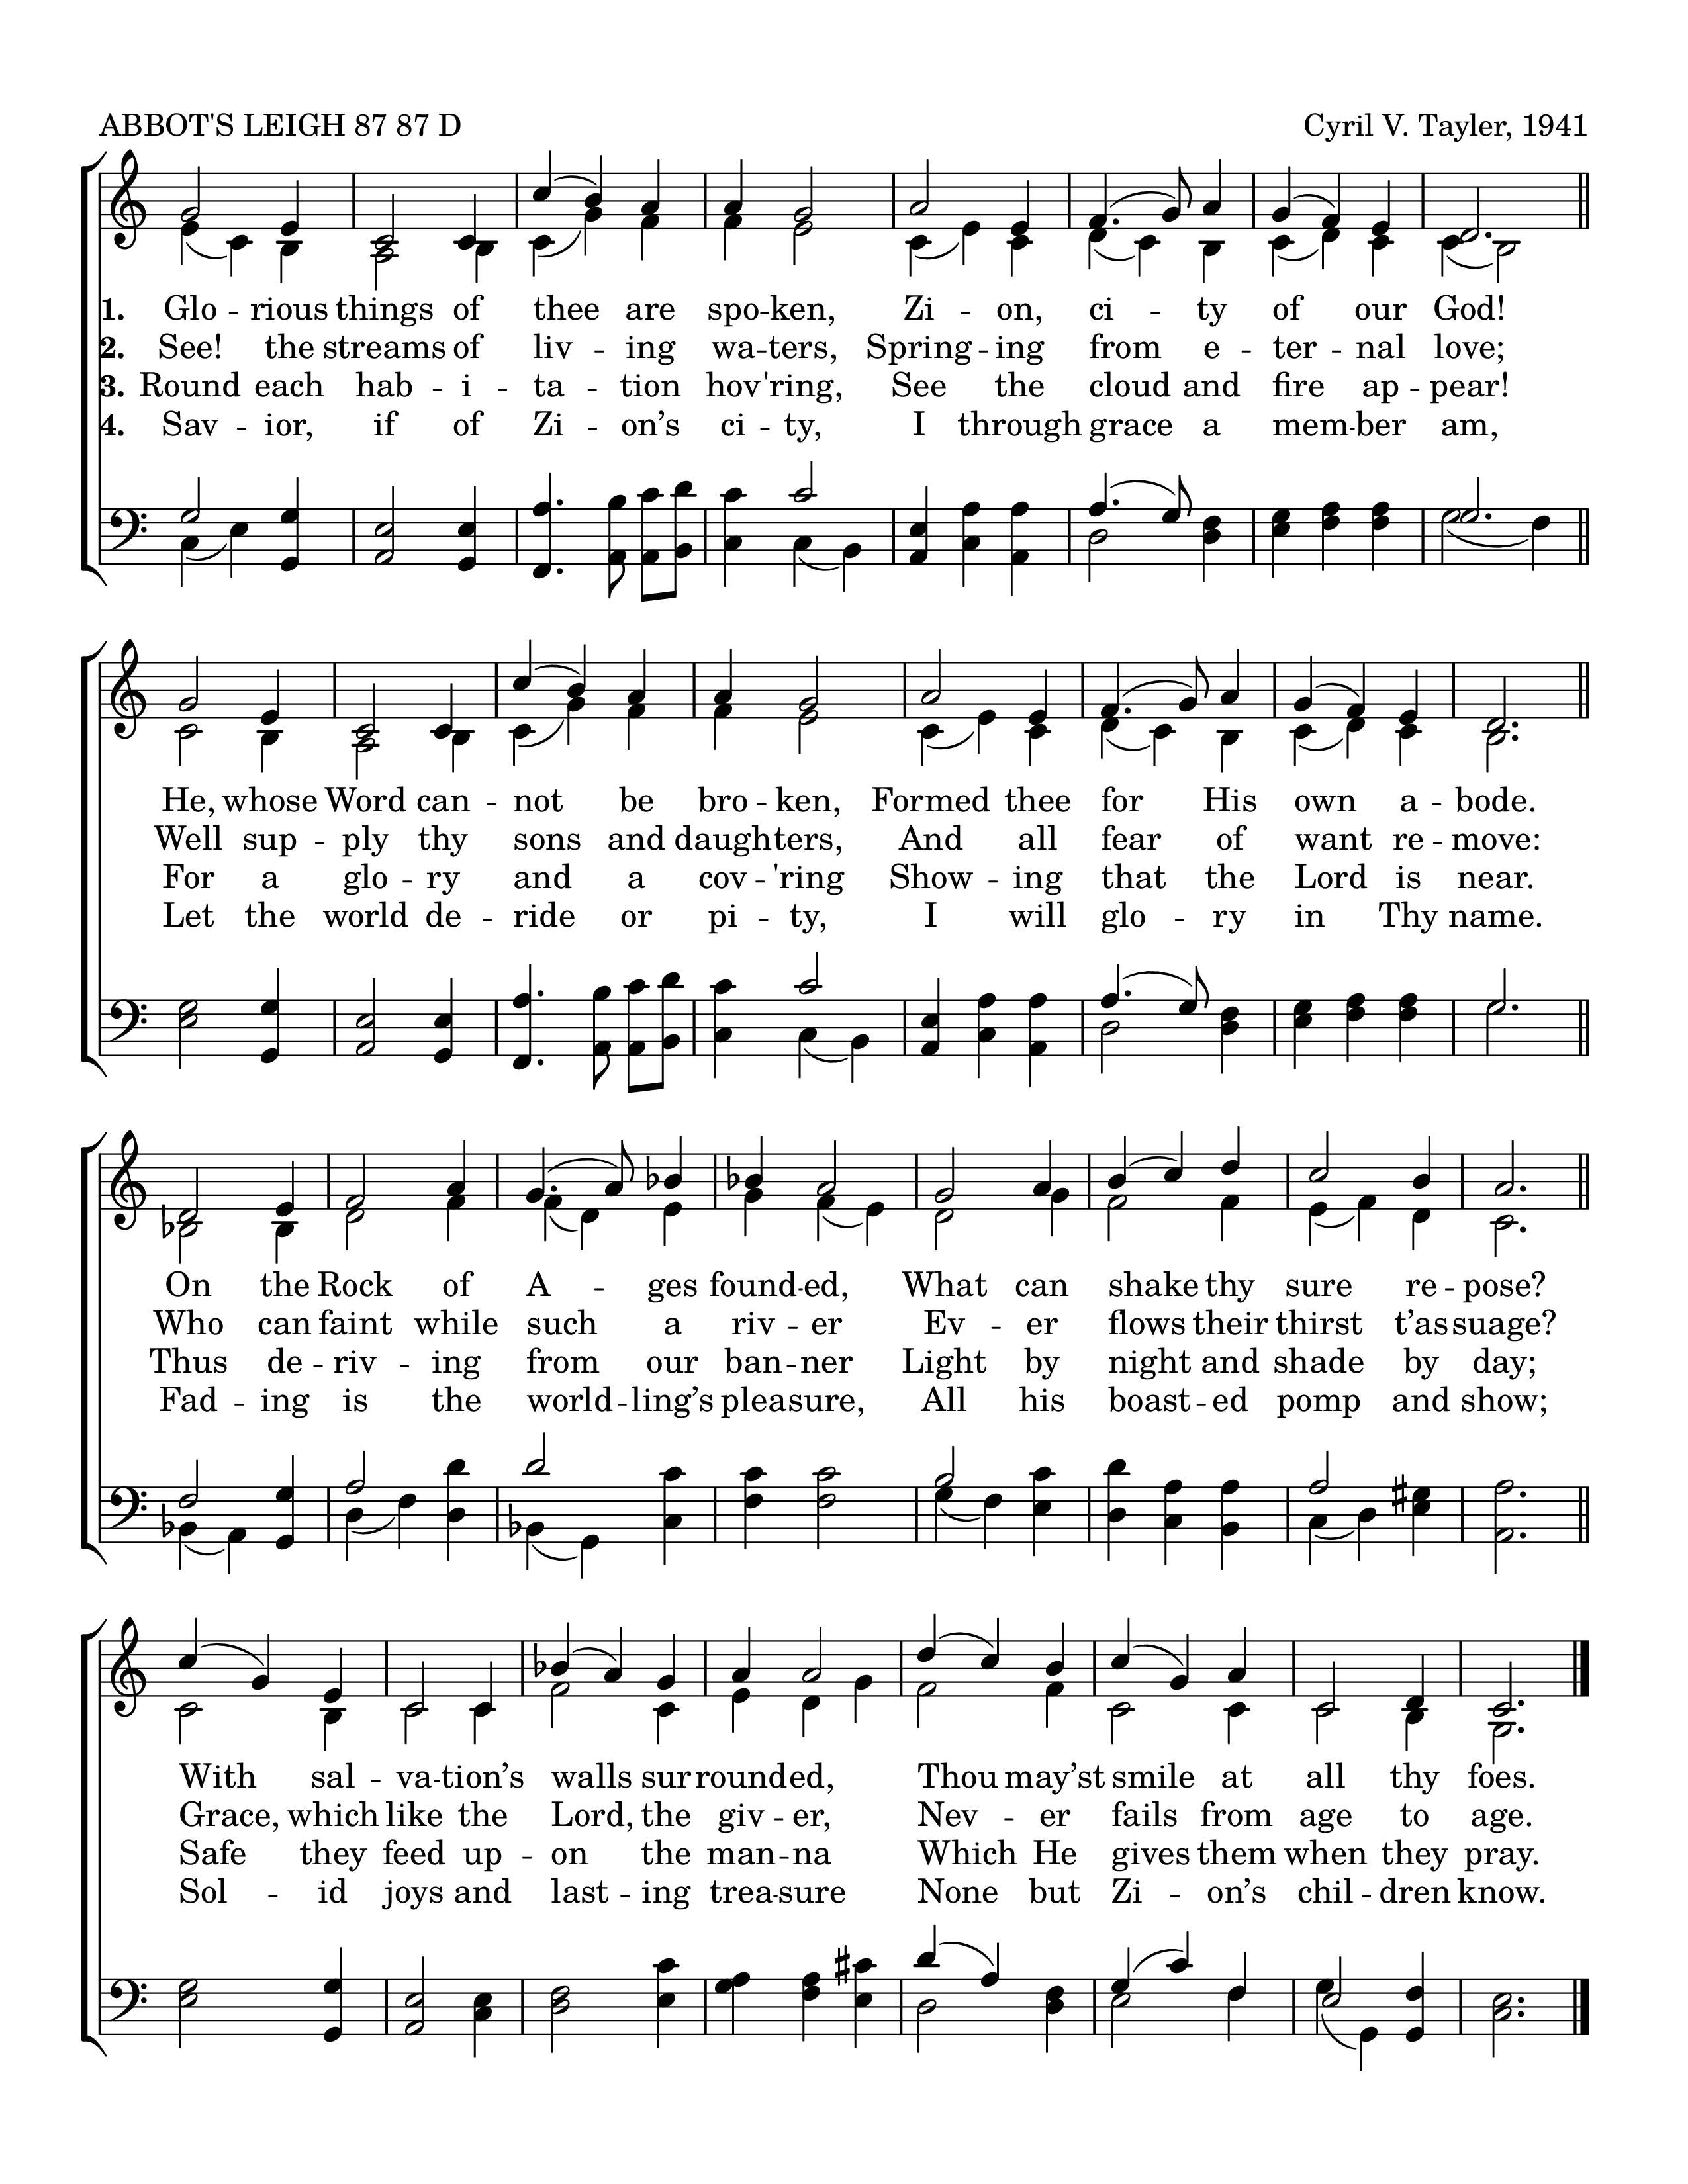 ABBOT'S LEIGH 87 87 D Cyril V. Tayler, 1941
1. Glo -- rious things of thee are spo -- ken, Zi -- on, ci -- ty of our God!
2. See! the streams of liv -- ing wa -- ters, Spring -- ing from e -- ter -- nal love;
3. Round each hab -- i -- ta -- tion hov -- 'ring, See the cloud and fire ap -- pear!
4. Sav -- ior, if of Zi -- on’s ci -- ty, I through grace a mem -- ber am,
He, whose Word can -- not be bro -- ken, Formed thee for His own a -- bode.
Well sup -- ply thy sons and daugh -- ters, And all fear of want re -- move:
For a glo -- ry and a cov -- 'ring Show -- ing that the Lord is near.
Let the world de -- ride or pi -- ty, I will glo -- ry in Thy name.
On the Rock of A -- ges found -- ed, What can shake thy sure re -- pose?
Who can faint while such a riv -- er Ev -- er flows their thirst t’as -- suage?
Thus de -- riv -- ing from our ban -- ner Light by night and shade by day;
Fad -- ing is the world -- ling’s plea -- sure, All his boast -- ed pomp and show;
With sal -- va -- tion’s walls sur -- round -- ed, Thou may’st smile at all thy foes.
Grace, which like the Lord, the giv -- er, Nev -- er fails from age to age.
Safe they feed up -- on the man -- na Which He gives them when they pray.
Sol -- id joys and last -- ing trea -- sure None but Zi -- on’s chil -- dren know.